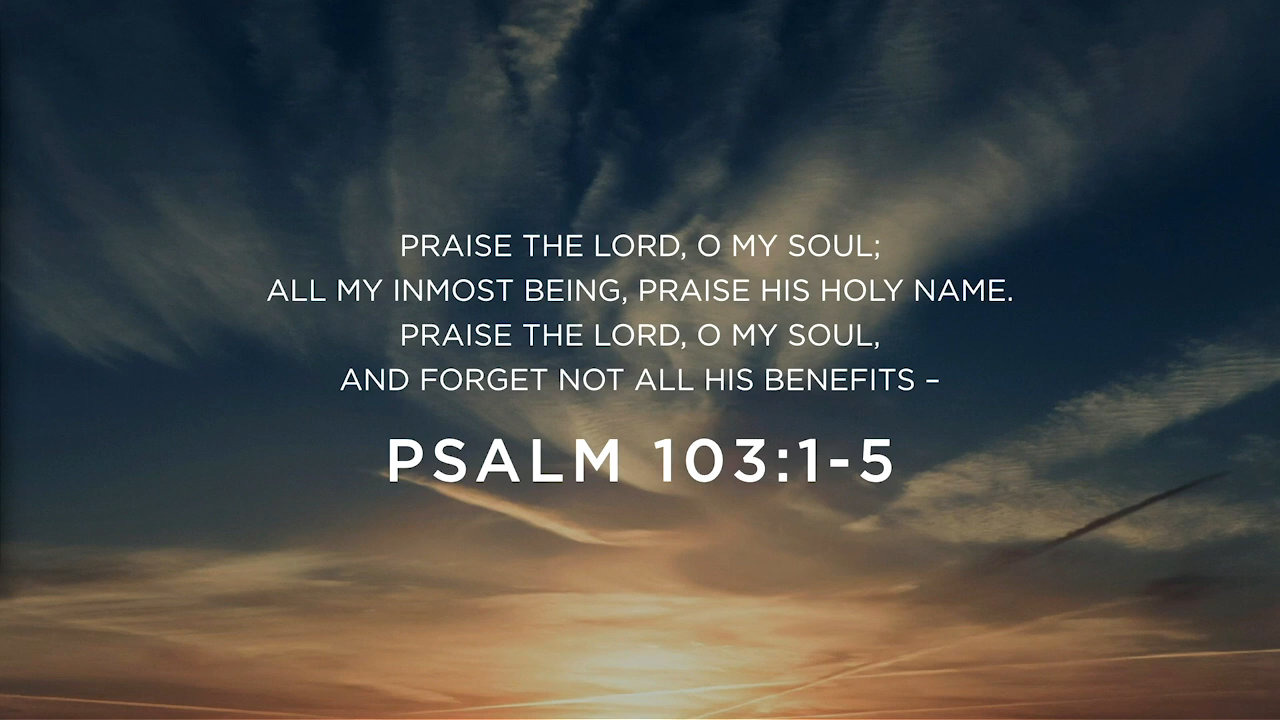 PRAISE THE LORD, O MY SOUL;
ALL MY INMOST BEING, PRAISE HIS HOLY NAME.
PRAISE THE LORD, O MY SOUL,
AND FORGET NOT ALL HIS BENEFITS –
PSALM 103:1-5